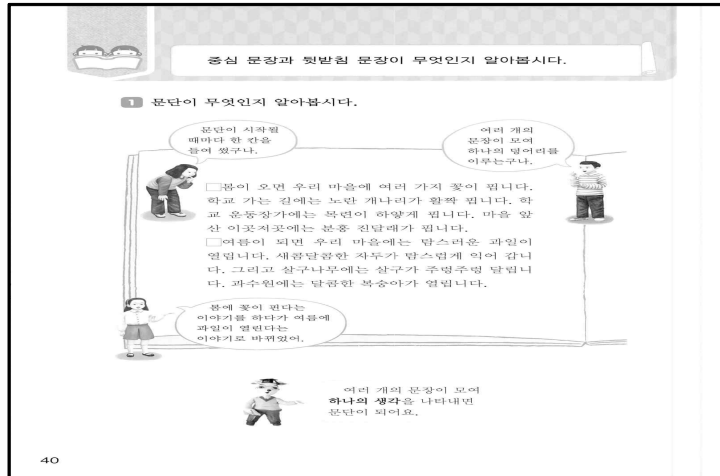 중심 문장과 뒷받침 문장이 무엇인지 알아봅시다.
1 문단이 무엇인지 알아봅시다.
문단이 시작될
때마다 한 칸을
들여 썼구나.
여러 개의
문장이 모여
하나의 덩어리를
이루는구나.
봄이 오면 우리 마을에 여러 가지 꽃이 핍니다.
학교 가는 길에는 노란 개나리가 활짝 핍니다. 학
교 운동장가에는 목련이 하얗게 핍니다. 마을 앞
산 이곳저곳에는 분홍 진달래가 핍니다.
여름이 되면 우리 마을에는 탐스러운 과일이
열립니다. 새콤달콤한 자두가 탐스럽게 익어 갑니
다. 그리고 살구나무에는 살구가 주렁주렁 달립니
다. 과수원에는 달콤한 복숭아가 열립니다.
봄에 꽃이 핀다는
이야기를 하다가 여름에
과일이 열린다는
이야기로 바뀌었어.
여러 개의 문장이 모여
하나의 생각을 나타내면
문단이 되어요.
40